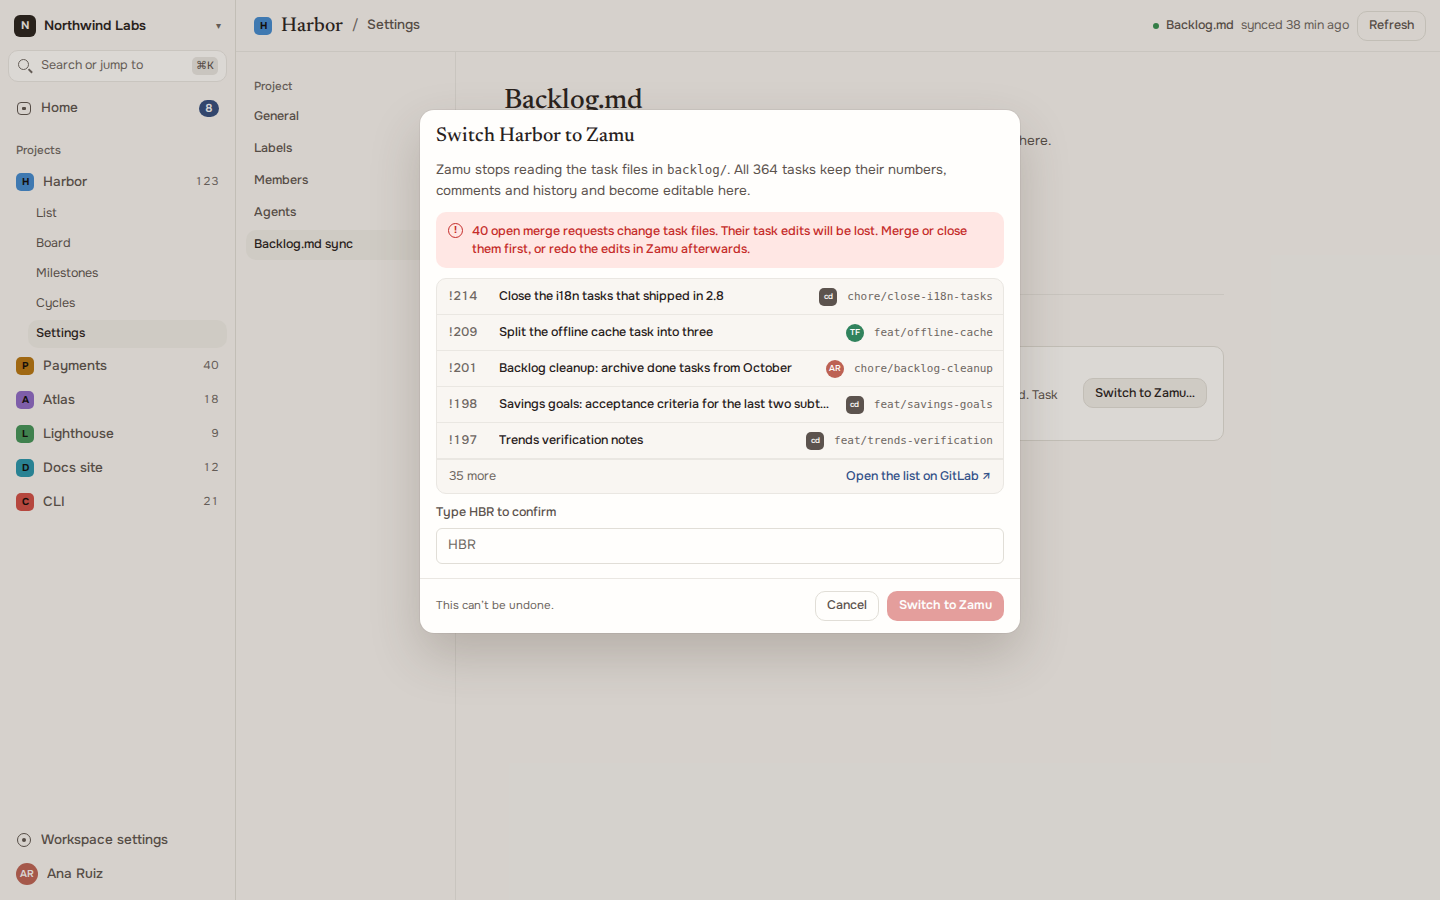 N Northwind Labs ▾
Search or jump to ⌘K
Home 8
Projects
H Harbor 123
List
Board
Milestones
Cycles
Settings
P Payments 40
A Atlas 18
L Lighthouse 9
D Docs site 12
C CLI 21
Workspace settings
AR Ana Ruiz
H Harbor / Settings
Backlog.md synced 38 min ago Refresh
Project
General
Labels
Members
Agents
Backlog.md sync
Backlog.md
here.
d. Task Switch to Zamu...
Switch Harbor to Zamu
Zamu stops reading the task files in backlog/. All 364 tasks keep their numbers,
comments and history and become editable here.
40 open merge requests change task files. Their task edits will be lost. Merge or close
them first, or redo the edits in Zamu afterwards.
!214 Close the i18n tasks that shipped in 2.8 cd chore/close-i18n-tasks
!209 Split the offline cache task into three TF feat/offline-cache
!201 Backlog cleanup: archive done tasks from October AR chore/backlog-cleanup
!198 Savings goals: acceptance criteria for the last two subt... cd feat/savings-goals
!197 Trends verification notes cd feat/trends-verification
35 more Open the list on GitLab ↗
Type HBR to confirm
HBR
This can't be undone. Cancel Switch to Zamu